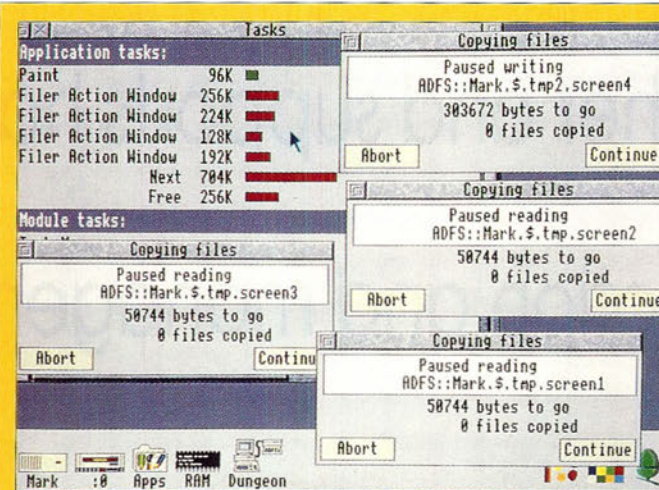 Tasks
Application tasks:
Paint 96K
Filer Action Window 256K
Filer Action Window 224K
Filer Action Window 128K
Filer Action Window 192K
Next 704K
Free 256K
Module tasks:
Copying files
Paused writing
ADFS::Mark.$.tmp2.screen4
303672 bytes to go
0 files copied
Abort Continue
Copying files
Paused reading
ADFS::Mark.$.tmp.screen2
50744 bytes to go
0 files copied
Abort Continue
Copying files
Paused reading
ADFS::Mark.$.tmp.screen3
50744 bytes to go
0 files copied
Abort Continu
Copying files
Paused reading
ADFS::Mark.$.tmp.screen1
50744 bytes to go
0 files copied
Abort Continue
Mark :0 Apps RAM Dungeon